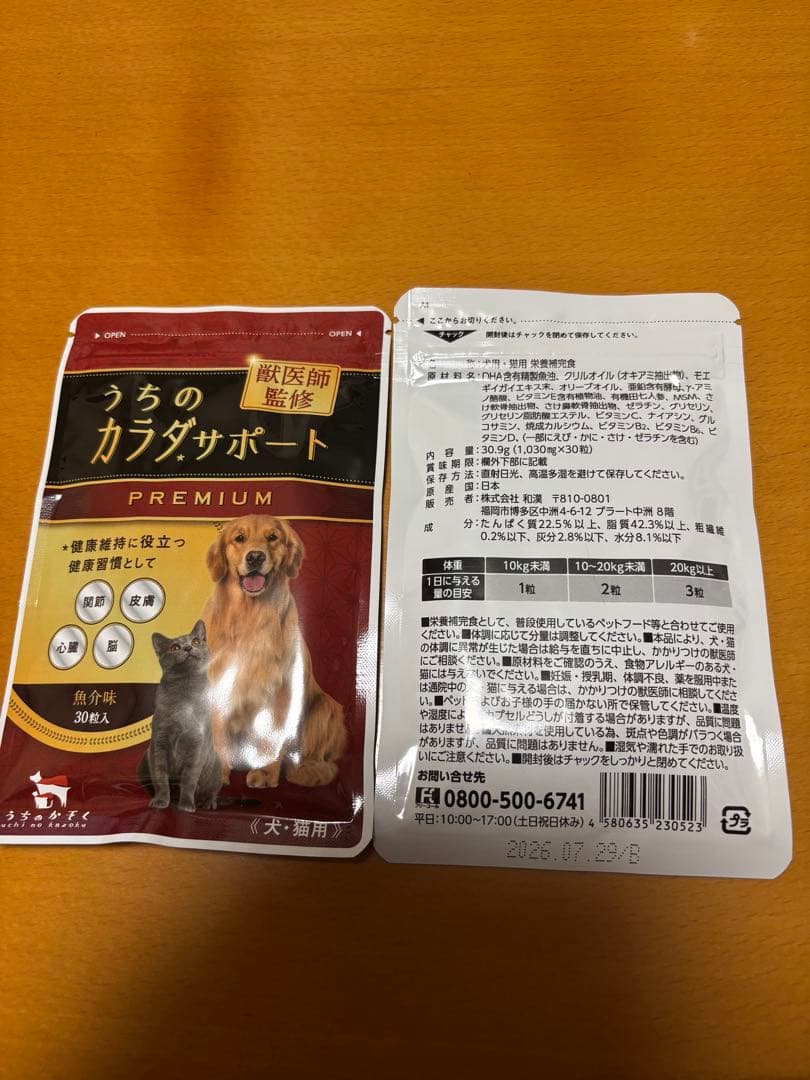 OPEN
OPEN
獣医師
監修
うちの
カラダサポート
PREMIUM
*健康維持に役立つ
健康習慣として
関節
皮膚
心臓
脳
魚介味
30粒入
うちのかぞく
uchi no kazoku
《犬・猫用》
ここからお切りください。
チャック
開封後はチャックを閉めて保存してください。
称:犬用・猫用 栄養補完食
原材料名:DHA含有精製魚油、クリルオイル(オキアミ抽出物)、モエ
ギイガイエキス末、オリーブオイル、亜鉛含有酵母、γ-アミ
ノ酪酸、ビタミンE含有植物油、有機田七人参、MSM、さ
け軟骨抽出物、さけ鼻軟骨抽出物、ゼラチン、グリセリン、
グリセリン脂肪酸エステル、ビタミンC、ナイアシン、グル
コサミン、焼成カルシウム、ビタミンB2、ビタミンB6、ビ
タミンD、(一部にえび・かに・さけ・ゼラチンを含む)
内容量:30.9g(1,030mg×30粒)
賞味期限:欄外下部に記載
保存方法:直射日光、高温多湿を避けて保存してください。
原産国:日本
販売者:株式会社 和漢 〒810-0801
福岡市博多区中洲4-6-12 プラート中洲 8階
成分:たんぱく質22.5%以上、脂質42.3%以上、粗繊維
0.2%以下、灰分2.8%以下、水分8.1%以下
体重 10kg未満 10〜20kg未満 20kg以上
1日に与える
量の目安 1粒 2粒 3粒
■栄養補完食として、普段使用しているペットフード等と合わせてご使用
ください。■体調に応じて分量は調整してください。■本品により、犬・猫
の体調に異常が生じた場合は給与を直ちに中止し、かかりつけの獣医師
にご相談ください。■原材料をご確認のうえ、食物アレルギーのある犬・
猫には与えないでください。■妊娠・授乳期、体調不良、薬を服用中また
は通院中の 猫に与える場合は、かかりつけの獣医師に相談してくださ
い。■ペット よびお子様の手の届かない所で保管してください。■温度
や湿度によ カプセルどうしが付着する場合がありますが、品質に問題
はありません。 を使用している為、斑点や色調がバラつく場合
がありますが、品質に問題はありません。■湿気や濡れた手でのお取り扱
いにご注意ください。■開封後はチャックをしっかりと閉めてください。
お問い合せ先
0800-500-6741
平日:10:00〜17:00(土日祝日休み)
4 580635 230523
プラ
2026.07.29/B